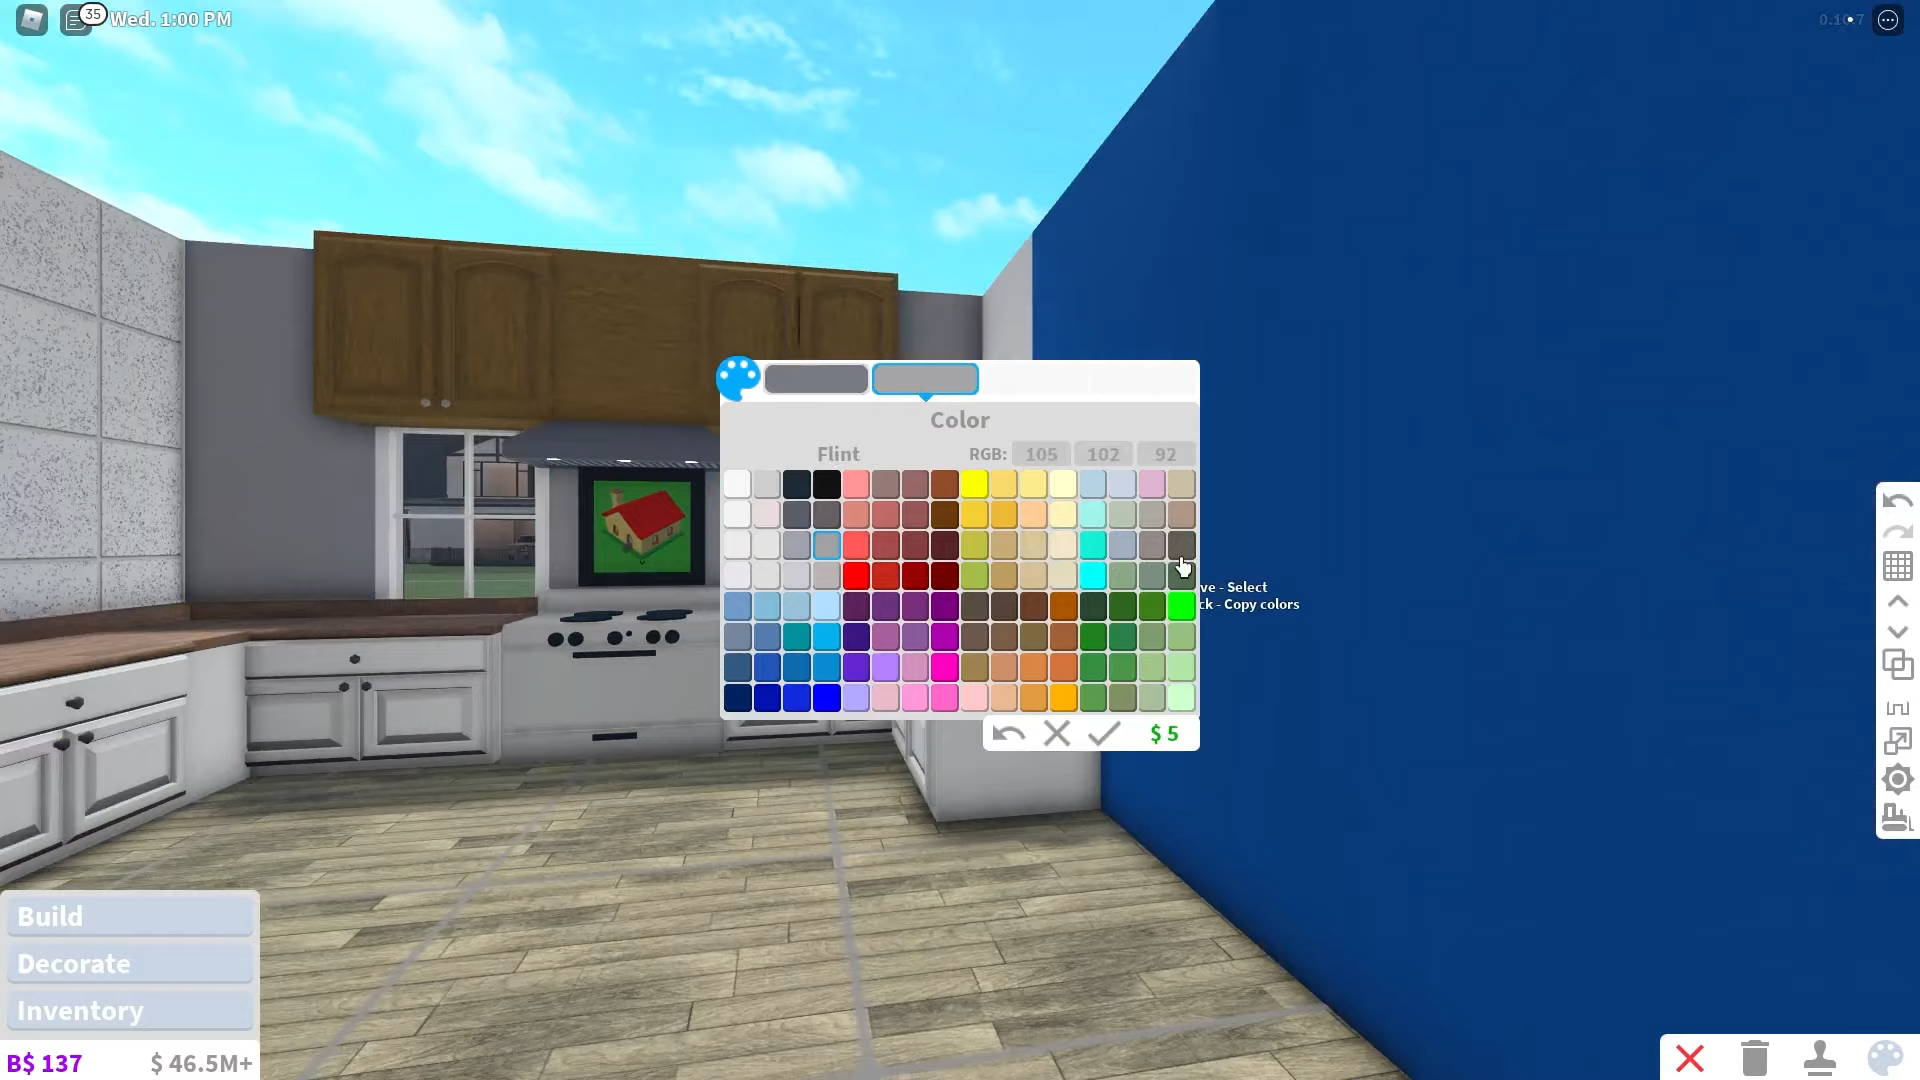 35
Wed. 1:00 PM
Color
Flint
RGB: 105 102 92
ve - Select
ck - Copy colors
$ 5
Build
Decorate
Inventory
B$ 137
$ 46.5M+